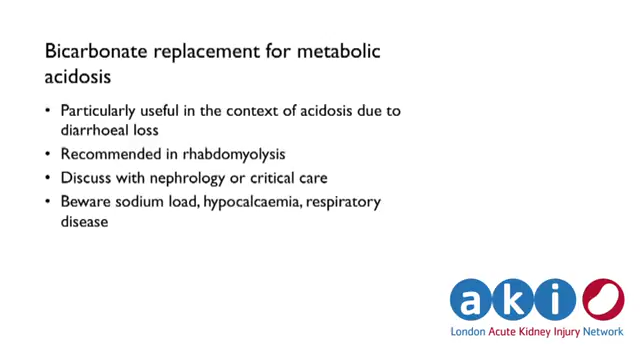 Bicarbonate replacement for metabolic
acidosis
• Particularly useful in the context of acidosis due to
diarrhoeal loss
• Recommended in rhabdomyolysis
• Discuss with nephrology or critical care
• Beware sodium load, hypocalcaemia, respiratory
disease
aki
London Acute Kidney Injury Network